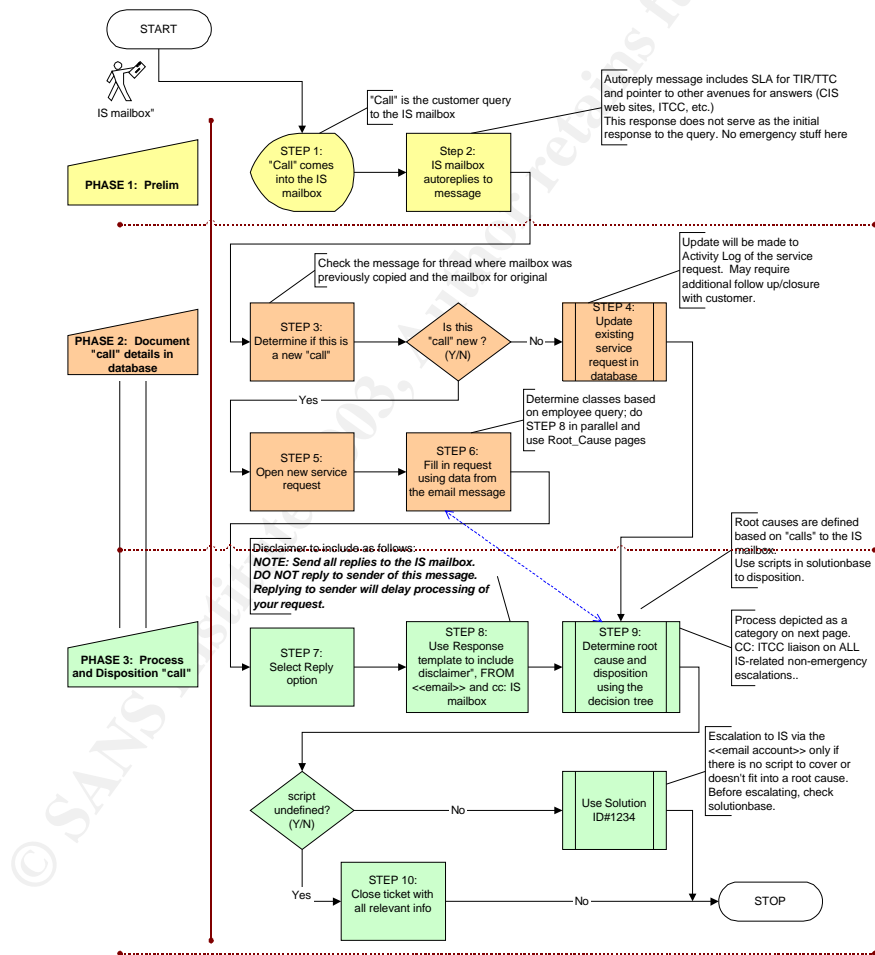 START
IS mailbox"
"Call" is the customer query
to the IS mailbox
Autoreply message includes SLA for TIR/TTC
and pointer to other avenues for answers (CIS
web sites, ITCC, etc.)
This response does not serve as the initial
response to the query. No emergency stuff here
PHASE 1: Prelim
STEP 1:
"Call" comes
into the IS
mailbox
Step 2:
IS mailbox
autoreplies to
message
Check the message for thread where mailbox was
previously copied and the mailbox for original
Update will be made to
Activity Log of the service
request. May require
additional follow up/closure
with customer.
PHASE 2: Document
"call" details in
database
STEP 3:
Determine if this is
a new "call"
Is this
"call" new ?
(Y/N)
No
STEP 4:
Update
existing
service
request in
database
Yes
Determine classes based
on employee query; do
STEP 8 in parallel and
use Root_Cause pages
STEP 5:
Open new service
request
STEP 6:
Fill in request
using data from
the email message
Disclaimer to include as follows:
NOTE: Send all replies to the IS mailbox.
DO NOT reply to sender of this message.
Replying to sender will delay processing of
your request.
Root causes are defined
based on "calls" to the IS
mailbox.
Use scripts in solutionbase
to disposition.
PHASE 3: Process
and Disposition "call"
STEP 7:
Select Reply
option
STEP 8:
Use Response
template to include
disclaimer", FROM
<<email>> and cc: IS
mailbox
STEP 9:
Determine root
cause and
disposition
using the
decision tree
Process depicted as a
category on next page.
CC: ITCC liaison on ALL
IS-related non-emergency
escalations..
script
undefined?
(Y/N)
No
Use Solution
ID#1234
Escalation to IS via the
<<email account>> only if
there is no script to cover or
doesn't fit into a root cause.
Before escalating, check
solutionbase.
Yes
STEP 10:
Close ticket with
all relevant info
No
STOP
© SANS Institute 2003, Author retains